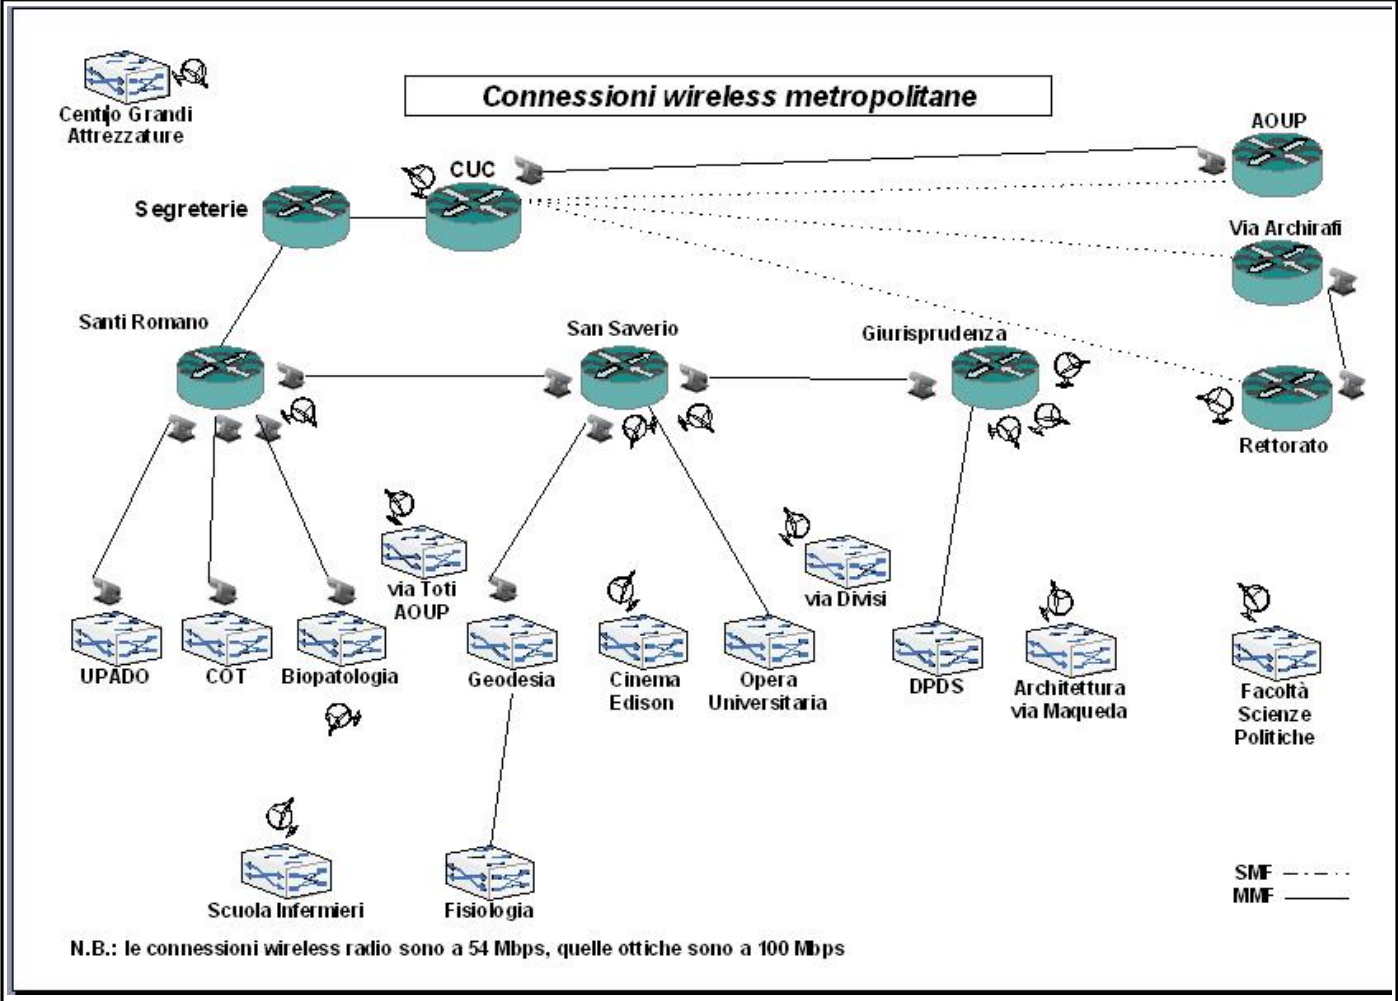 Connessioni wireless metropolitane
Centro Grandi
Attrezzature
CUC
AOUP
Segreterie
Via Archirafi
Santi Romano
San Saverio
Giurisprudenza
Rettorato
via Toti
AOUP
via Divisi
UPADO
COT
Biopatologia
Geodesia
Cinema
Edison
Opera
Universitaria
DPDS
Architettura
via Maqueda
Facoltà
Scienze
Politiche
Scuola Infermieri
Fisiologia
SMF
MMF
N.B.: le connessioni wireless radio sono a 54 Mbps, quelle ottiche sono a 100 Mbps